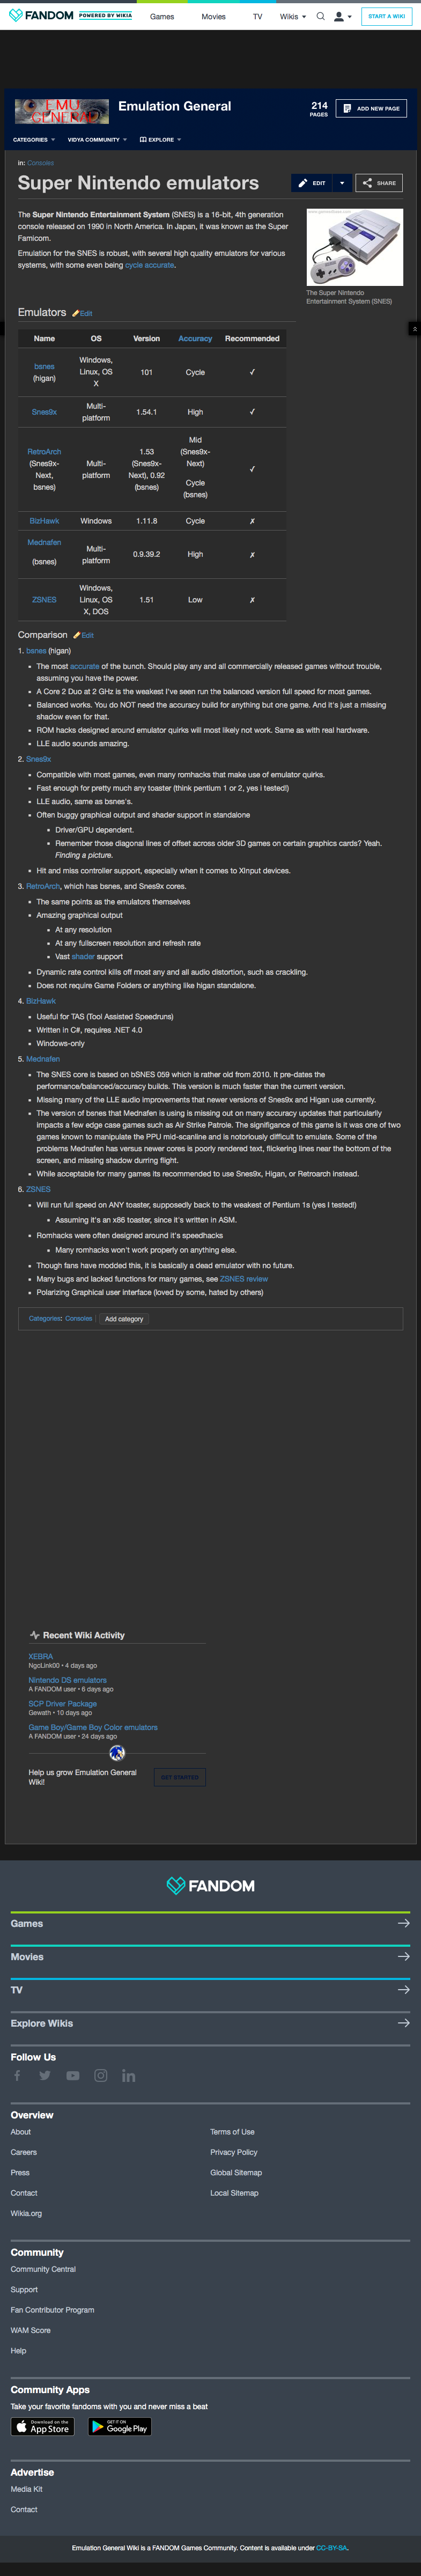 FANDOM POWERED BY WIKIA Games Movies TV Wikis START A WIKI
EMU GENERAL
Emulation General
214 PAGES
ADD NEW PAGE
CATEGORIES VIDYA COMMUNITY EXPLORE
in: Consoles
Super Nintendo emulators
EDIT
SHARE
The Super Nintendo Entertainment System (SNES) is a 16-bit, 4th generation
console released on 1990 in North America. In Japan, it was known as the Super
Famicom.
Emulation for the SNES is robust, with several high quality emulators for various
systems, with some even being cycle accurate.
The Super Nintendo
Entertainment System (SNES)
Emulators Edit
Name OS Version Accuracy Recommended
bsnes
(higan)
Windows,
Linux, OS
X
101
Cycle
✓
Snes9x
Multi-
platform
1.54.1
High
✓
RetroArch
(Snes9x-
Next,
bsnes)
Multi-
platform
1.53
(Snes9x-
Next), 0.92
(bsnes)
Mid
(Snes9x-
Next)
Cycle
(bsnes)
✓
BizHawk Windows 1.11.8 Cycle ✗
Mednafen
(bsnes)
Multi-
platform
0.9.39.2
High
✗
ZSNES
Windows,
Linux, OS
X, DOS
1.51
Low
✗
Comparison Edit
1. bsnes (higan)
The most accurate of the bunch. Should play any and all commercially released games without trouble,
assuming you have the power.
A Core 2 Duo at 2 GHz is the weakest I've seen run the balanced version full speed for most games.
Balanced works. You do NOT need the accuracy build for anything but one game. And it's just a missing
shadow even for that.
ROM hacks designed around emulator quirks will most likely not work. Same as with real hardware.
LLE audio sounds amazing.
2. Snes9x
Compatible with most games, even many romhacks that make use of emulator quirks.
Fast enough for pretty much any toaster (think pentium 1 or 2, yes i tested!)
LLE audio, same as bsnes's.
Often buggy graphical output and shader support in standalone
Driver/GPU dependent.
Remember those diagonal lines of offset across older 3D games on certain graphics cards? Yeah.
Finding a picture.
Hit and miss controller support, especially when it comes to XInput devices.
3. RetroArch, which has bsnes, and Snes9x cores.
The same points as the emulators themselves
Amazing graphical output
At any resolution
At any fullscreen resolution and refresh rate
Vast shader support
Dynamic rate control kills off most any and all audio distortion, such as crackling.
Does not require Game Folders or anything like higan standalone.
4. BizHawk
Useful for TAS (Tool Assisted Speedruns)
Written in C#, requires .NET 4.0
Windows-only
5. Mednafen
The SNES core is based on bSNES 059 which is rather old from 2010. It pre-dates the
performance/balanced/accuracy builds. This version is much faster than the current version.
Missing many of the LLE audio improvements that newer versions of Snes9x and Higan use currently.
The version of bsnes that Mednafen is using is missing out on many accuracy updates that particularlly
impacts a few edge case games such as Air Strike Patrole. The signifigance of this game is it was one of two
games known to manipulate the PPU mid-scanline and is notoriously difficult to emulate. Some of the
problems Mednafen has versus newer cores is poorly rendered text, flickering lines near the bottom of the
screen, and missing shadow durring flight.
While acceptable for many games its recommended to use Snes9x, Higan, or Retroarch instead.
6. ZSNES
Will run full speed on ANY toaster, supposedly back to the weakest of Pentium 1s (yes I tested!)
Assuming it's an x86 toaster, since it's written in ASM.
Romhacks were often designed around it's speedhacks
Many romhacks won't work properly on anything else.
Though fans have modded this, it is basically a dead emulator with no future.
Many bugs and lacked functions for many games, see ZSNES review
Polarizing Graphical user interface (loved by some, hated by others)
Categories: Consoles Add category
Recent Wiki Activity
XEBRA
NgcLink00 • 4 days ago
Nintendo DS emulators
A FANDOM user • 6 days ago
SCP Driver Package
Gewath • 10 days ago
Game Boy/Game Boy Color emulators
A FANDOM user • 24 days ago
Help us grow Emulation General
Wiki!
GET STARTED
FANDOM
Games
Movies
TV
Explore Wikis
Follow Us
Overview
About
Terms of Use
Careers
Privacy Policy
Press
Global Sitemap
Contact
Local Sitemap
Wikia.org
Community
Community Central
Support
Fan Contributor Program
WAM Score
Help
Community Apps
Take your favorite fandoms with you and never miss a beat
Download on the App Store
GET IT ON Google Play
Advertise
Media Kit
Contact
Emulation General Wiki is a FANDOM Games Community. Content is available under CC-BY-SA.